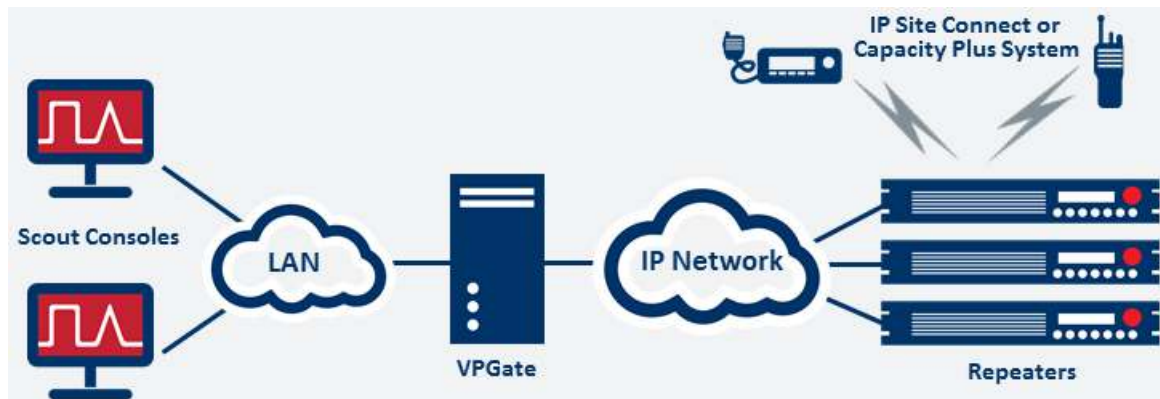 IP Site Connect or
Capacity Plus System
Scout Consoles
LAN
IP Network
VPGate
Repeaters